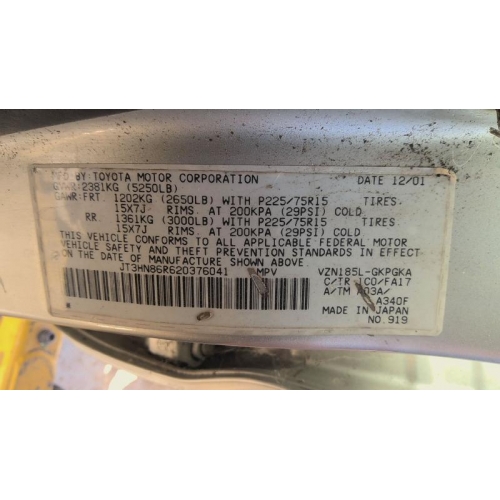 MFD BY:TOYOTA MOTOR CORPORATION DATE 12/01
GVWR:2381KG (5250LB)
GAWR:FRT. 1202KG (2650LB) WITH P225/75R15 TIRES.
15X7J RIMS. AT 200KPA (29PSI) COLD
RR. 1361KG (3000LB) WITH P225/75R15 TIRES.
15X7J RIMS. AT 200KPA (29PSI) COLD
THIS VEHICLE CONFORMS TO ALL APPLICABLE FEDERAL MOTOR
VEHICLE SAFETY AND THEFT PREVENTION STANDARDS IN EFFECT
ON THE DATE OF MANUFACTURE SHOWN ABOVE.
JT3HN86R620376041 MPV VZN185L-GKPGKA
C/TR 1C0/FA17
A/TM A03A/
A340F
MADE IN JAPAN
NO.919